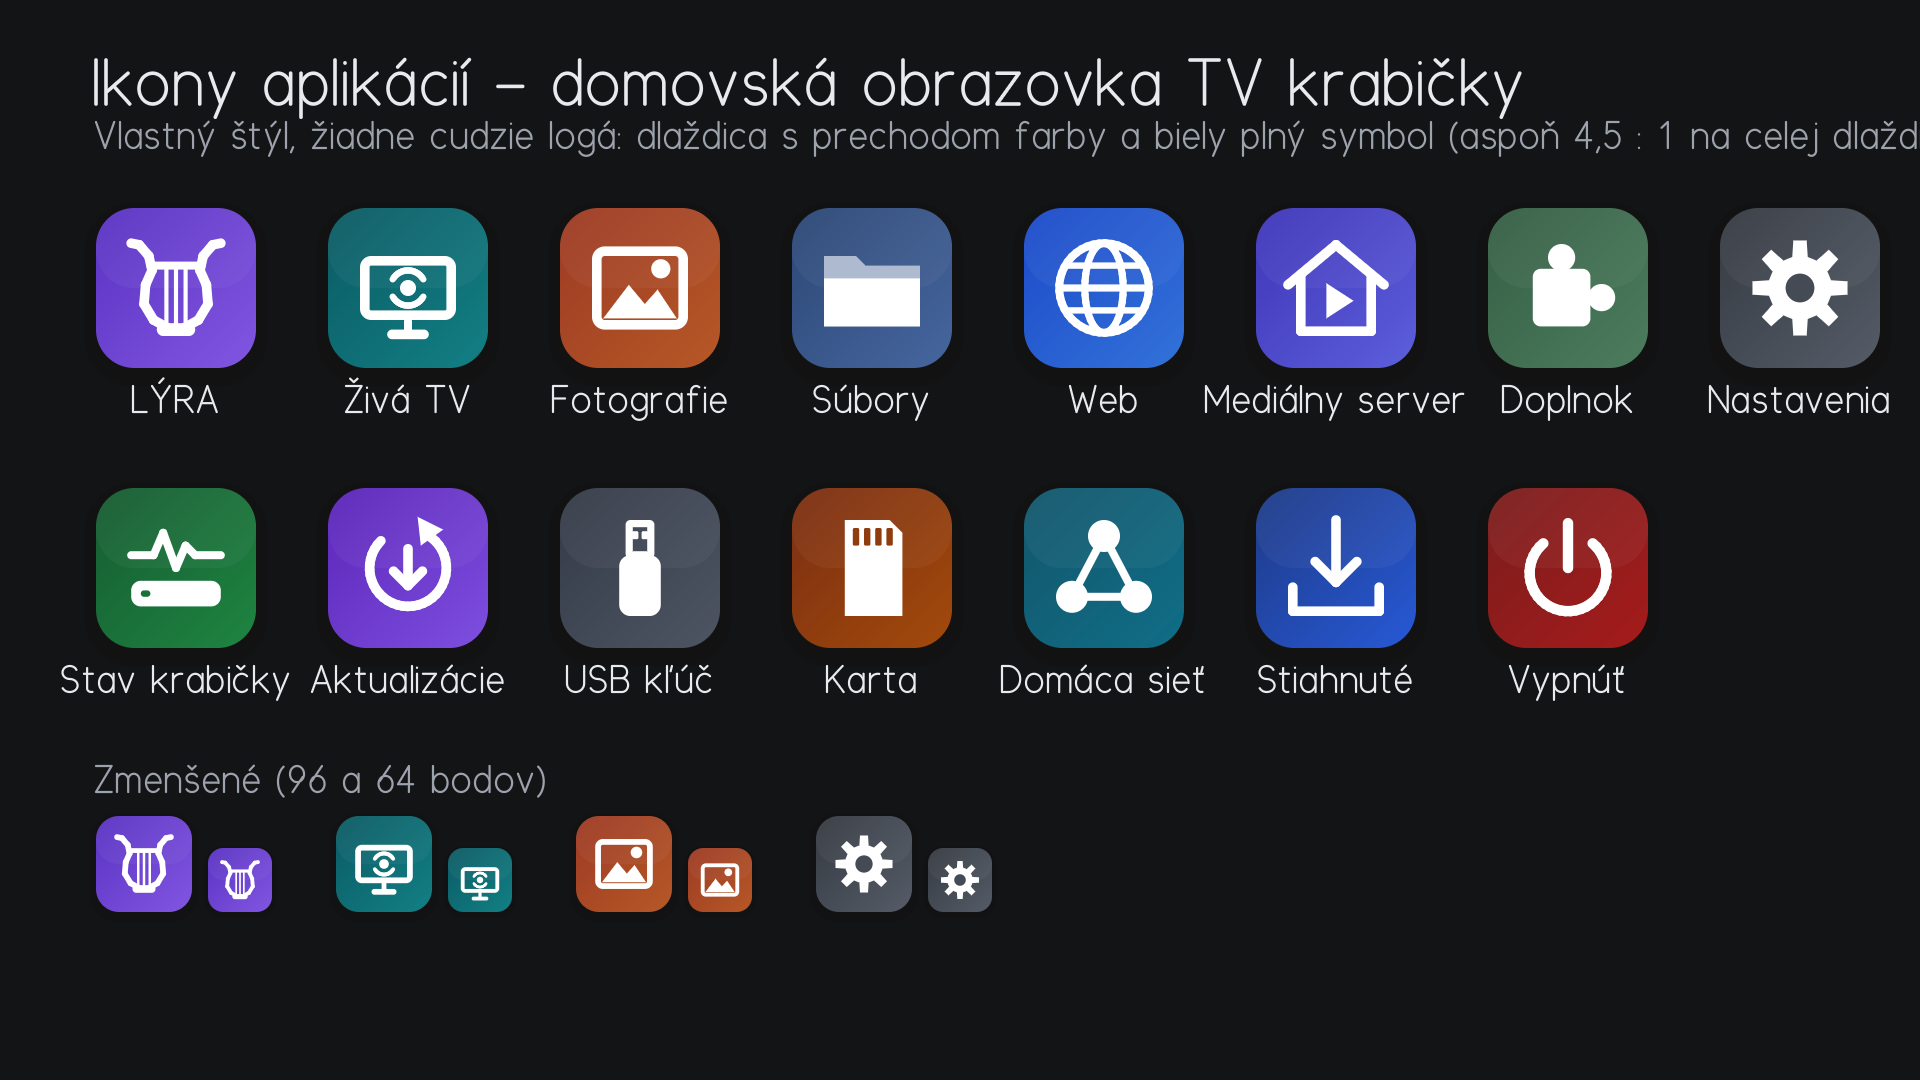 Ikony aplikácií – domovská obrazovka TV krabičky
Vlastný štýl, žiadne cudzie logá: dlaždica s prechodom farby a biely plný symbol (aspoň 4,5 : 1 na celej
LÝRA Živá TV Fotografie Súbory Web Mediálny server Doplnok Nastavenia
Stav krabičky Aktualizácie USB kľúč Karta Domáca sieť Stiahnuté Vypnúť
Zmenšené (96 a 64 bodov)